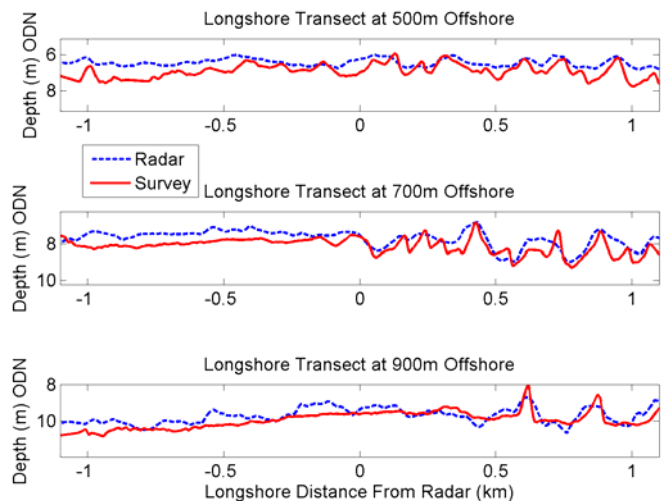 Longshore Transect at 500m Offshore
Depth (m) ODN
6
8
-1
-0.5
0
0.5
1
Radar
Survey
Longshore Transect at 700m Offshore
Depth (m) ODN
8
10
-1
-0.5
0
0.5
1
Longshore Transect at 900m Offshore
Depth (m) ODN
8
10
-1
-0.5
0
0.5
1
Longshore Distance From Radar (km)